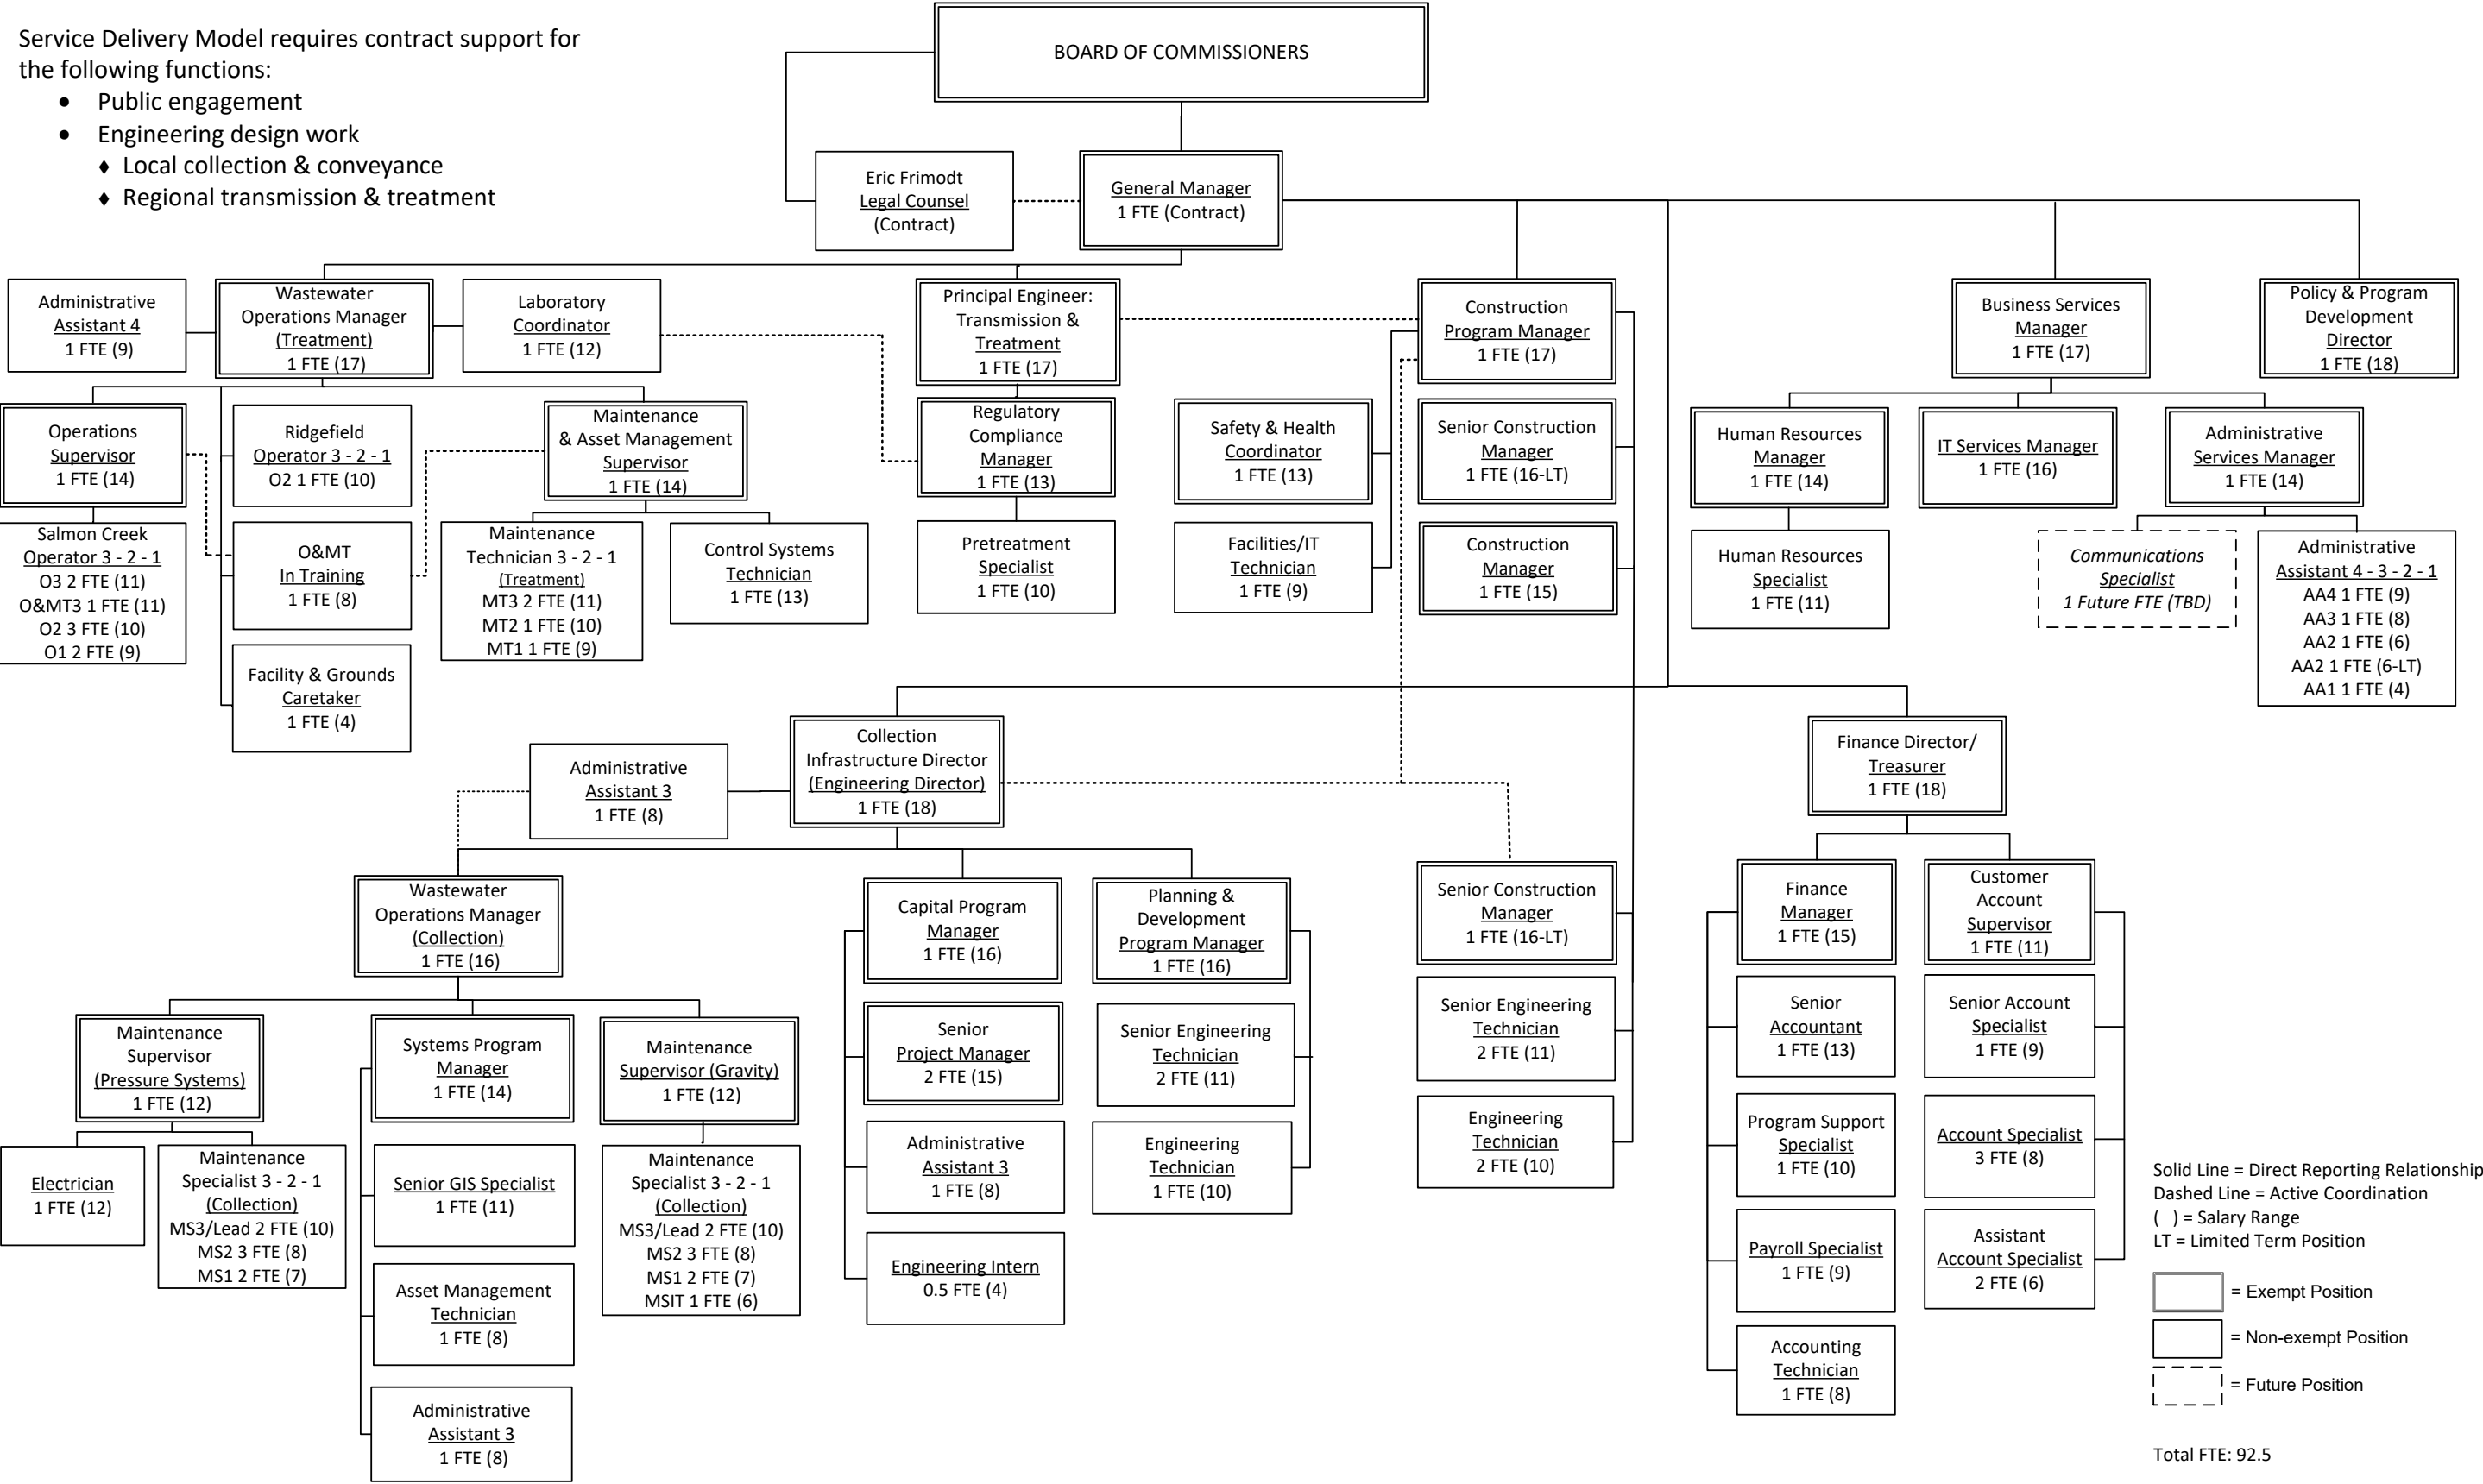 Service Delivery Model requires contract support for
the following functions:
• Public engagement
• Engineering design work
♦ Local collection & conveyance
♦ Regional transmission & treatment
BOARD OF COMMISSIONERS
Eric Frimodt
Legal Counsel
(Contract)
General Manager
1 FTE (Contract)
Administrative
Assistant 4
1 FTE (9)
Wastewater
Operations Manager
(Treatment)
1 FTE (17)
Laboratory
Coordinator
1 FTE (12)
Principal Engineer:
Transmission &
Treatment
1 FTE (17)
Construction
Program Manager
1 FTE (17)
Business Services
Manager
1 FTE (17)
Policy & Program
Development
Director
1 FTE (18)
Operations
Supervisor
1 FTE (14)
Ridgefield
Operator 3 - 2 - 1
O2 1 FTE (10)
Maintenance
& Asset Management
Supervisor
1 FTE (14)
Regulatory
Compliance
Manager
1 FTE (13)
Safety & Health
Coordinator
1 FTE (13)
Senior Construction
Manager
1 FTE (16-LT)
Human Resources
Manager
1 FTE (14)
IT Services Manager
1 FTE (16)
Administrative
Services Manager
1 FTE (14)
Salmon Creek
Operator 3 - 2 - 1
O3 2 FTE (11)
O&MT3 1 FTE (11)
O2 3 FTE (10)
O1 2 FTE (9)
O&MT
In Training
1 FTE (8)
Maintenance
Technician 3 - 2 - 1
(Treatment)
MT3 2 FTE (11)
MT2 1 FTE (10)
MT1 1 FTE (9)
Control Systems
Technician
1 FTE (13)
Pretreatment
Specialist
1 FTE (10)
Facilities/IT
Technician
1 FTE (9)
Construction
Manager
1 FTE (15)
Human Resources
Specialist
1 FTE (11)
Communications
Specialist
1 Future FTE (TBD)
Administrative
Assistant 4 - 3 - 2 - 1
AA4 1 FTE (9)
AA3 1 FTE (8)
AA2 1 FTE (6)
AA2 1 FTE (6-LT)
AA1 1 FTE (4)
Facility & Grounds
Caretaker
1 FTE (4)
Administrative
Assistant 3
1 FTE (8)
Collection
Infrastructure Director
(Engineering Director)
1 FTE (18)
Finance Director/
Treasurer
1 FTE (18)
Wastewater
Operations Manager
(Collection)
1 FTE (16)
Capital Program
Manager
1 FTE (16)
Planning &
Development
Program Manager
1 FTE (16)
Senior Construction
Manager
1 FTE (16-LT)
Finance
Manager
1 FTE (15)
Customer
Account
Supervisor
1 FTE (11)
Maintenance
Supervisor
(Pressure Systems)
1 FTE (12)
Systems Program
Manager
1 FTE (14)
Maintenance
Supervisor (Gravity)
1 FTE (12)
Senior
Project Manager
2 FTE (15)
Senior Engineering
Technician
2 FTE (11)
Senior Engineering
Technician
2 FTE (11)
Senior
Accountant
1 FTE (13)
Senior Account
Specialist
1 FTE (9)
Electrician
1 FTE (12)
Maintenance
Specialist 3 - 2 - 1
(Collection)
MS3/Lead 2 FTE (10)
MS2 3 FTE (8)
MS1 2 FTE (7)
Senior GIS Specialist
1 FTE (11)
Maintenance
Specialist 3 - 2 - 1
(Collection)
MS3/Lead 2 FTE (10)
MS2 3 FTE (8)
MS1 2 FTE (7)
MSIT 1 FTE (6)
Administrative
Assistant 3
1 FTE (8)
Engineering
Technician
1 FTE (10)
Engineering
Technician
2 FTE (10)
Program Support
Specialist
1 FTE (10)
Account Specialist
3 FTE (8)
Asset Management
Technician
1 FTE (8)
Engineering Intern
0.5 FTE (4)
Payroll Specialist
1 FTE (9)
Assistant
Account Specialist
2 FTE (6)
Administrative
Assistant 3
1 FTE (8)
Accounting
Technician
1 FTE (8)
Solid Line = Direct Reporting Relationship
Dashed Line = Active Coordination
( ) = Salary Range
LT = Limited Term Position
= Exempt Position
= Non-exempt Position
= Future Position
Total FTE: 92.5